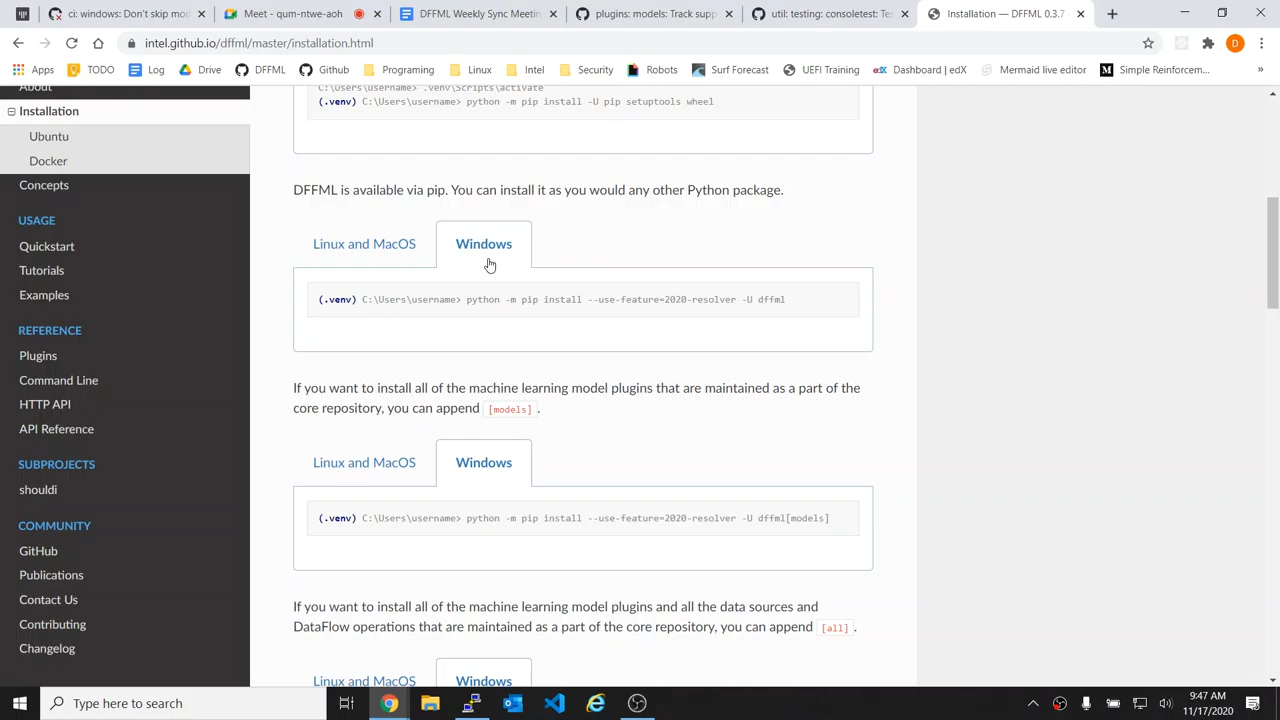 ci: windows: Don't skip mod
Meet - qum-ntwe-aoh
DFFML Weekly Sync Meetin
plugins: models: Track supp
util: testing: consoletest: Tes
Installation — DFFML 0.3.7
intel.github.io/dffml/master/installation.html
D
Apps
TODO
Log
Drive
DFFML
Github
Programing
Linux
Intel
Security
Robots
Surf Forecast
UEFI Training
Dashboard | edX
Mermaid live editor
Simple Reinforcem...
About
Installation
Ubuntu
Docker
Concepts
USAGE
Quickstart
Tutorials
Examples
REFERENCE
Plugins
Command Line
HTTP API
API Reference
SUBPROJECTS
shouldi
COMMUNITY
GitHub
Publications
Contact Us
Contributing
Changelog
C:\Users\username> .venv\Scripts\activate
(.venv) C:\Users\username> python -m pip install -U pip setuptools wheel
DFFML is available via pip. You can install it as you would any other Python package.
Linux and MacOS
Windows
(.venv) C:\Users\username> python -m pip install --use-feature=2020-resolver -U dffml
If you want to install all of the machine learning model plugins that are maintained as a part of the
core repository, you can append [models].
Linux and MacOS
Windows
(.venv) C:\Users\username> python -m pip install --use-feature=2020-resolver -U dffml[models]
If you want to install all of the machine learning model plugins and all the data sources and
DataFlow operations that are maintained as a part of the core repository, you can append [all].
Linux and MacOS
Windows
Type here to search
9:47 AM
11/17/2020